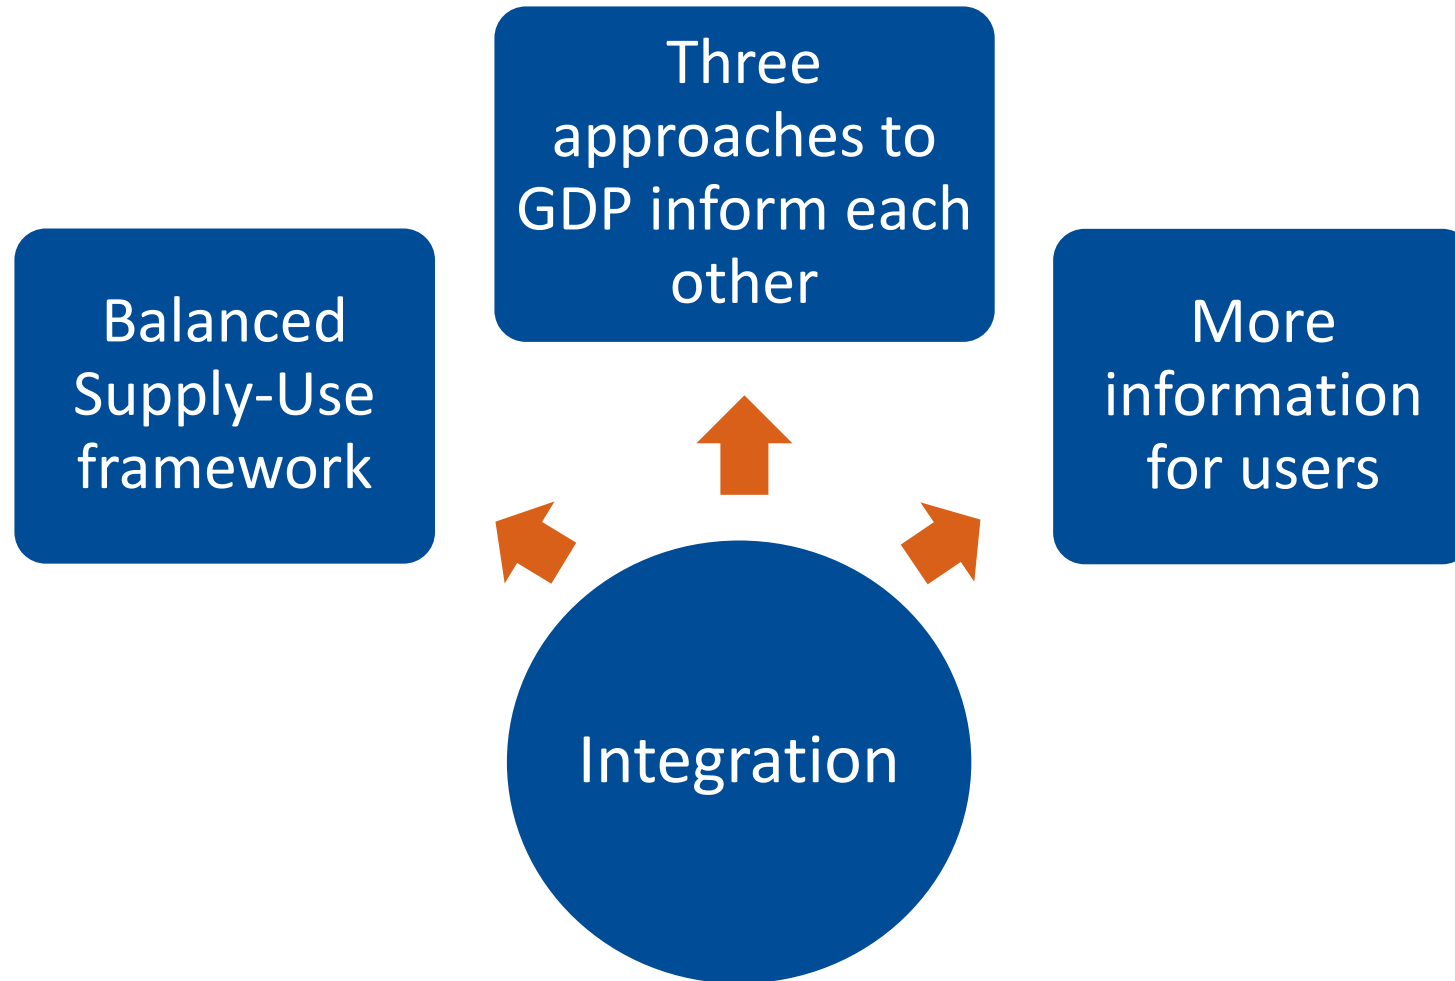 Three
approaches to
GDP inform each
other
Balanced
Supply-Use
framework
More
information
for users
Integration